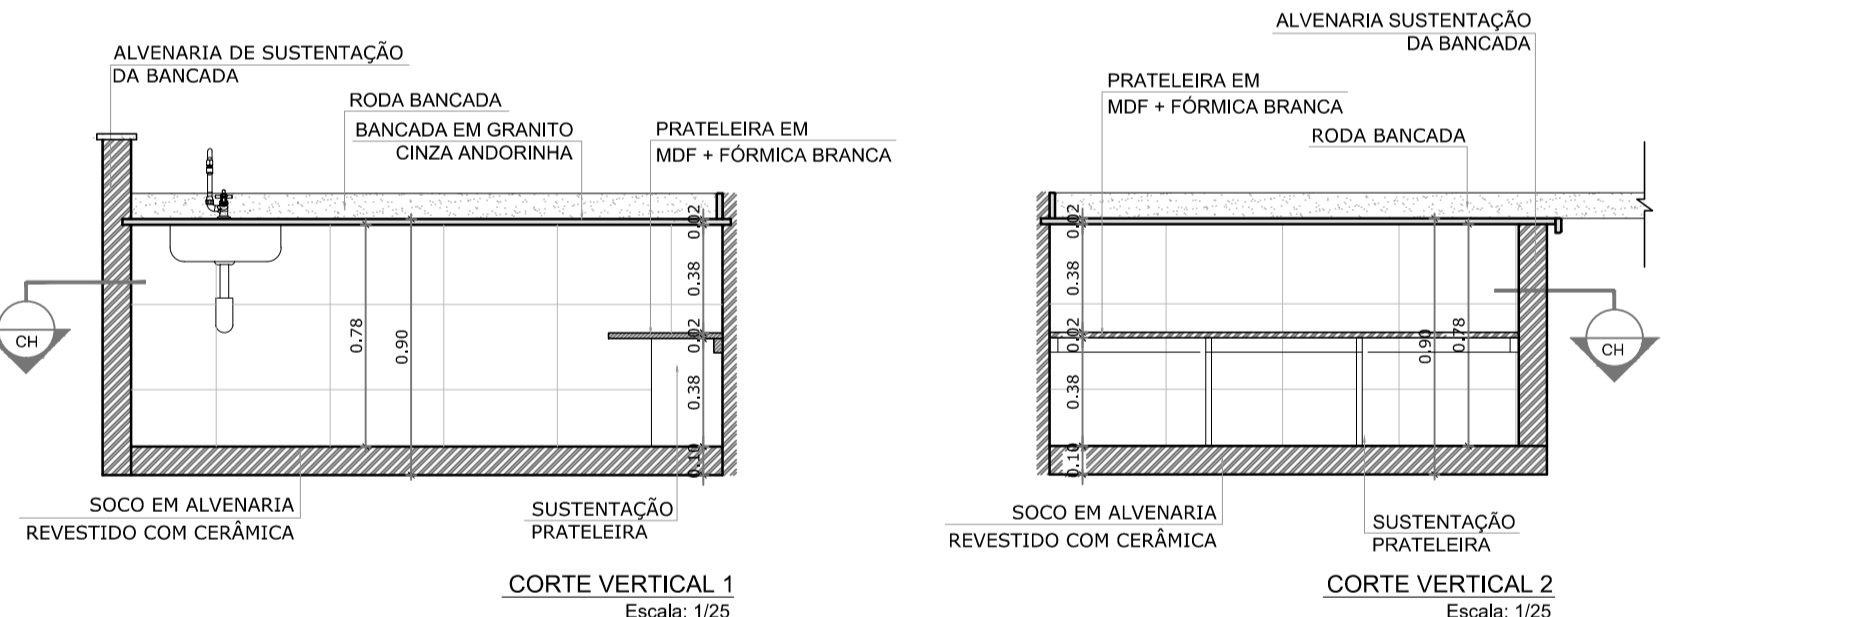 ALVENARIA DE SUSTENTAÇÃO
DA BANCADA
RODA BANCADA
BANCADA EM GRANITO
CINZA ANDORINHA
PRATELEIRA EM
MDF + FÓRMICA BRANCA
0.02
0.38
0.02
0.38
0.10
0.78
0.90
CH
SOCO EM ALVENARIA
REVESTIDO COM CERÂMICA
SUSTENTAÇÃO
PRATELEIRA
CORTE VERTICAL 1
Escala: 1/25
ALVENARIA SUSTENTAÇÃO
DA BANCADA
PRATELEIRA EM
MDF + FÓRMICA BRANCA
RODA BANCADA
0.02
0.38
0.02
0.38
0.10
0.90
0.78
CH
SOCO EM ALVENARIA
REVESTIDO COM CERÂMICA
SUSTENTAÇÃO
PRATELEIRA
CORTE VERTICAL 2
Escala: 1/25